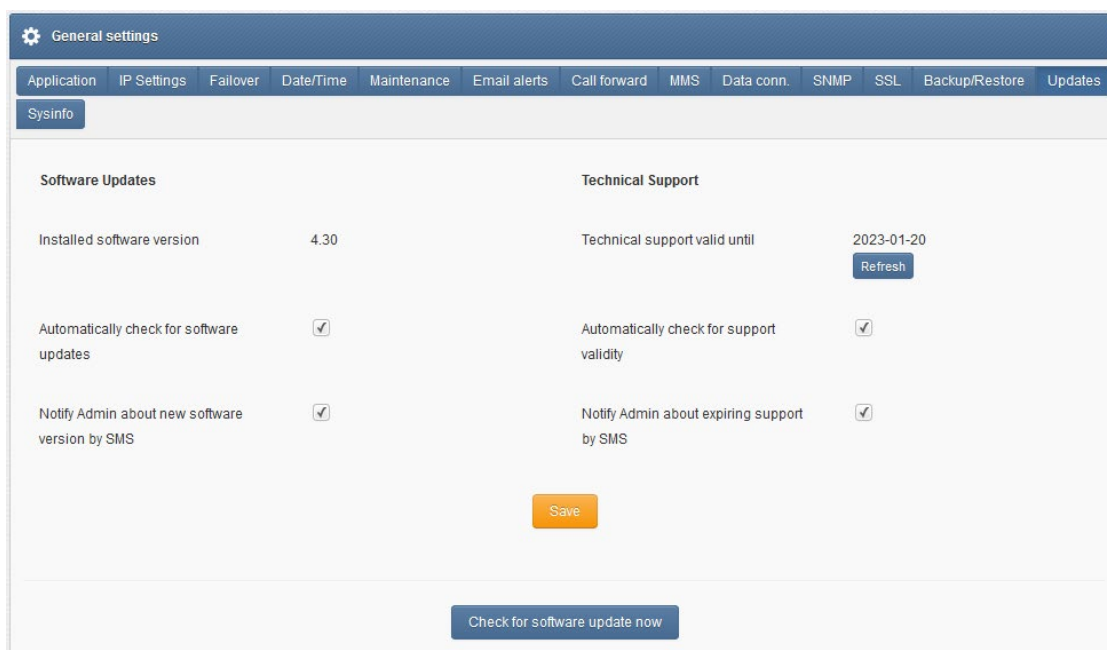 General settings
Application IP Settings Failover Date/Time Maintenance Email alerts Call forward MMS Data conn. SNMP SSL Backup/Restore Updates
Sysinfo
Software Updates
Technical Support
Installed software version 4.30
Technical support valid until 2023-01-20
Refresh
Automatically check for software
updates
Automatically check for support
validity
Notify Admin about new software
version by SMS
Notify Admin about expiring support
by SMS
Save
Check for software update now